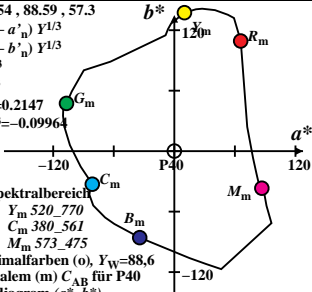 54 , 88.59 , 57.3
– a'n) Y1/3
– b'n) Y1/3
b*
120
Ym
Rm
=0.2147
=−0.09964
Gm
a*
−120
P40
120
Cm
Mm
Bm
−120
pektralbereich
Ym 520_770
Cm 380_561
Mm 573_475
imalfarben (o), YW=88,6
alem (m) CAB für P40